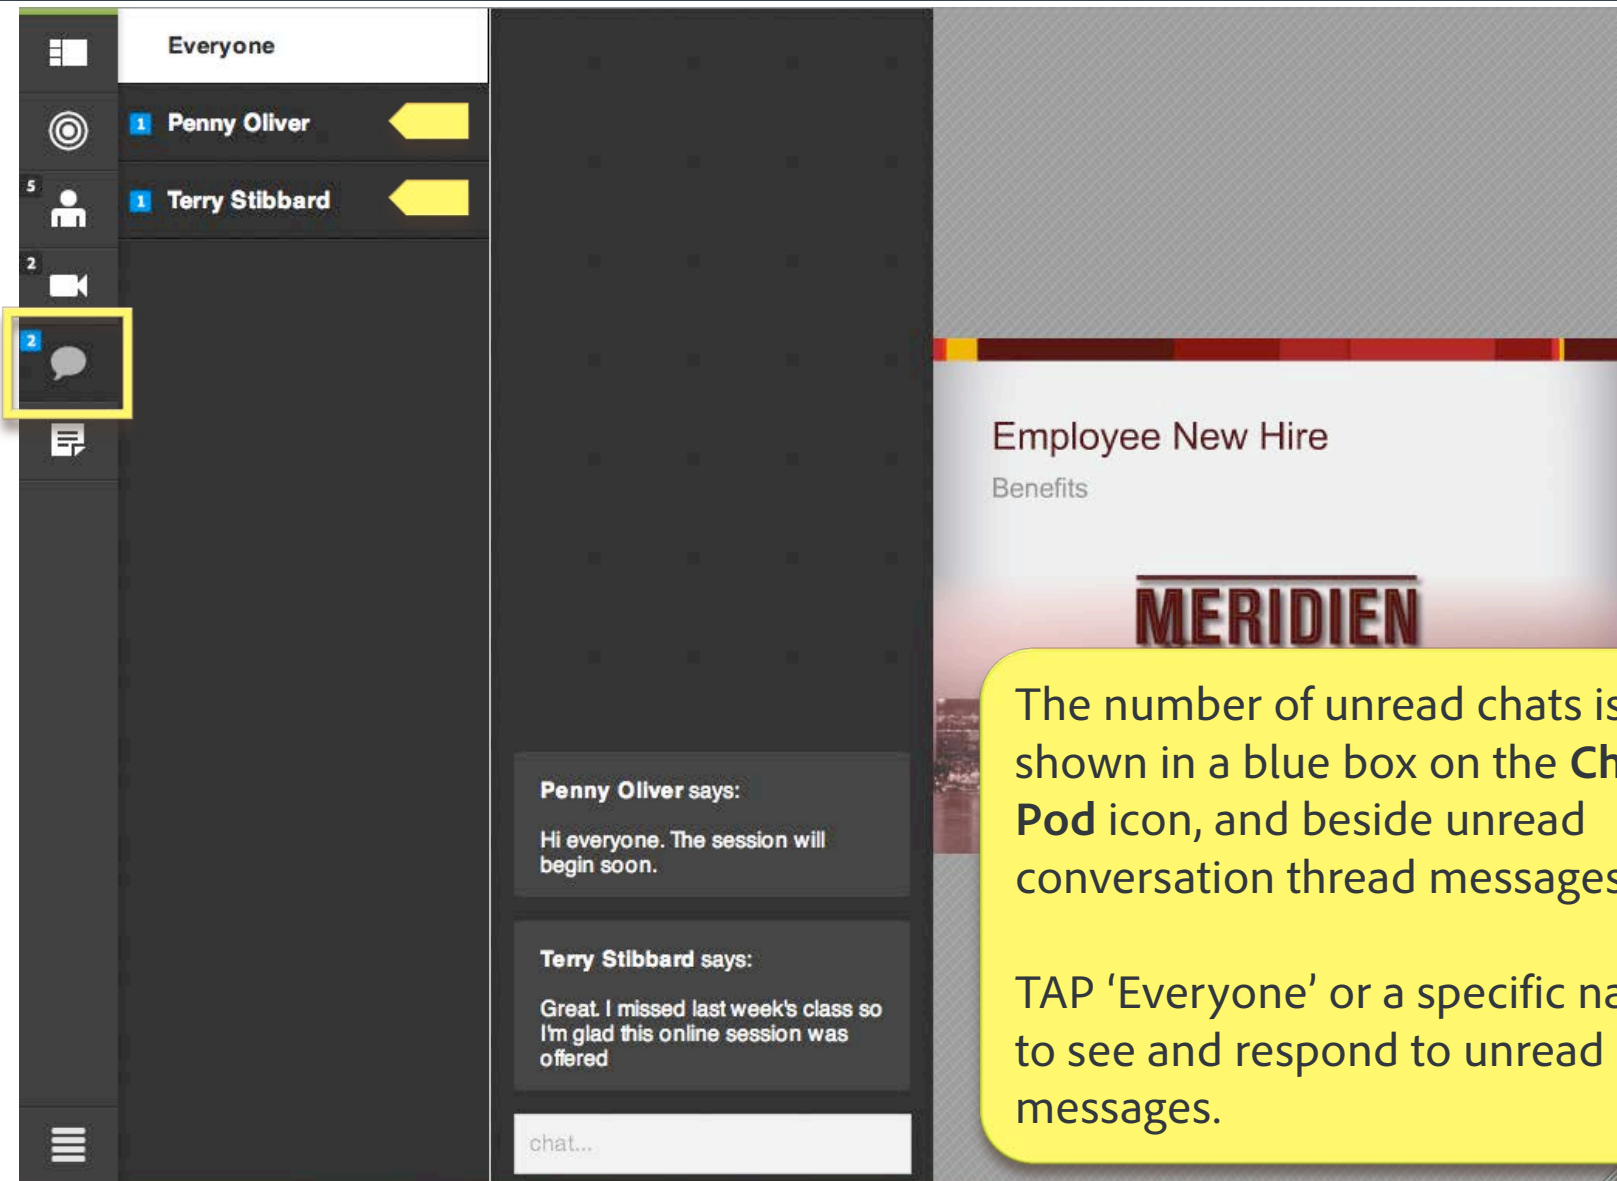 Everyone
1 Penny Oliver
1 Terry Stibbard
5
2
2
Penny Oliver says:
Hi everyone. The session will
begin soon.
Terry Stibbard says:
Great. I missed last week's class so
I'm glad this online session was
offered
chat...
Employee New Hire
Benefits
MERIDIEN
The number of unread chats is
shown in a blue box on the
Pod icon, and beside unread
conversation thread messages
TAP ‘Everyone’ or a specific
to see and respond to unread
messages.